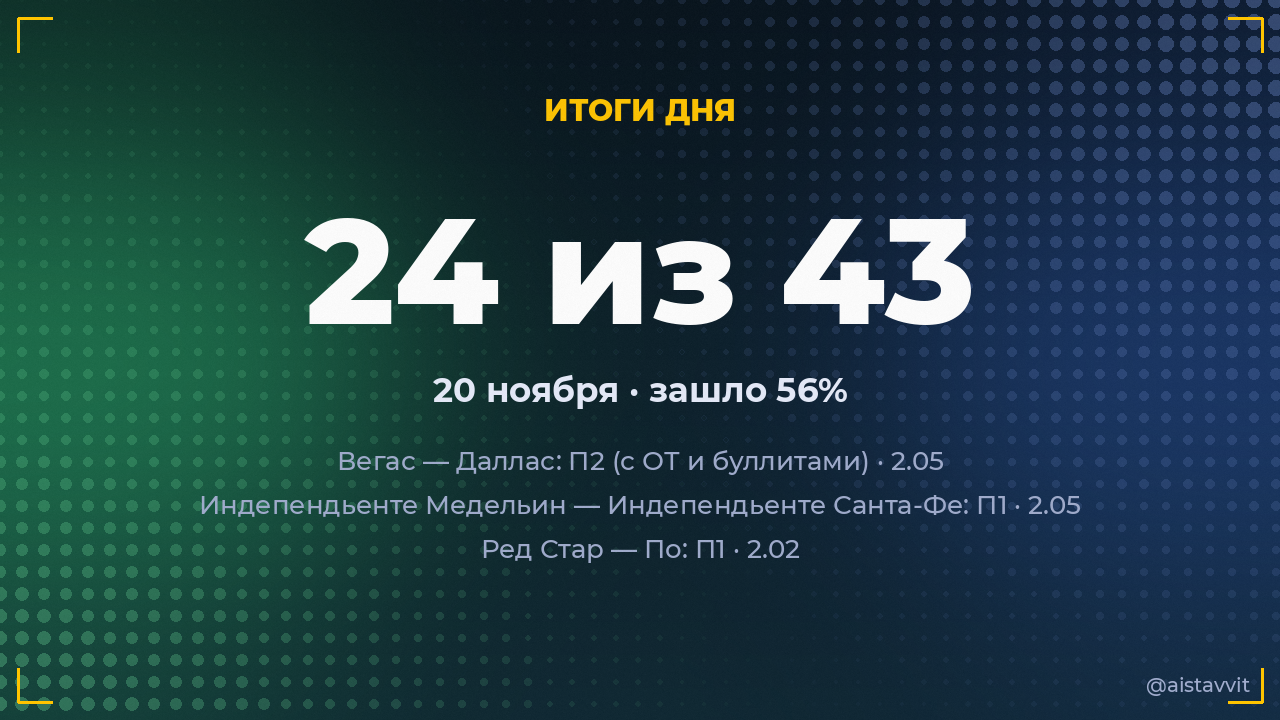 ИТОГИ ДНЯ
24 из 43
20 ноября · зашло 56%
Вегас — Даллас: П2 (с ОТ и буллитами) · 2.05
Индепендьенте Медельин — Индепендьенте Санта-Фе: П1 · 2.05
Ред Стар — По: П1 · 2.02
@aistavvit